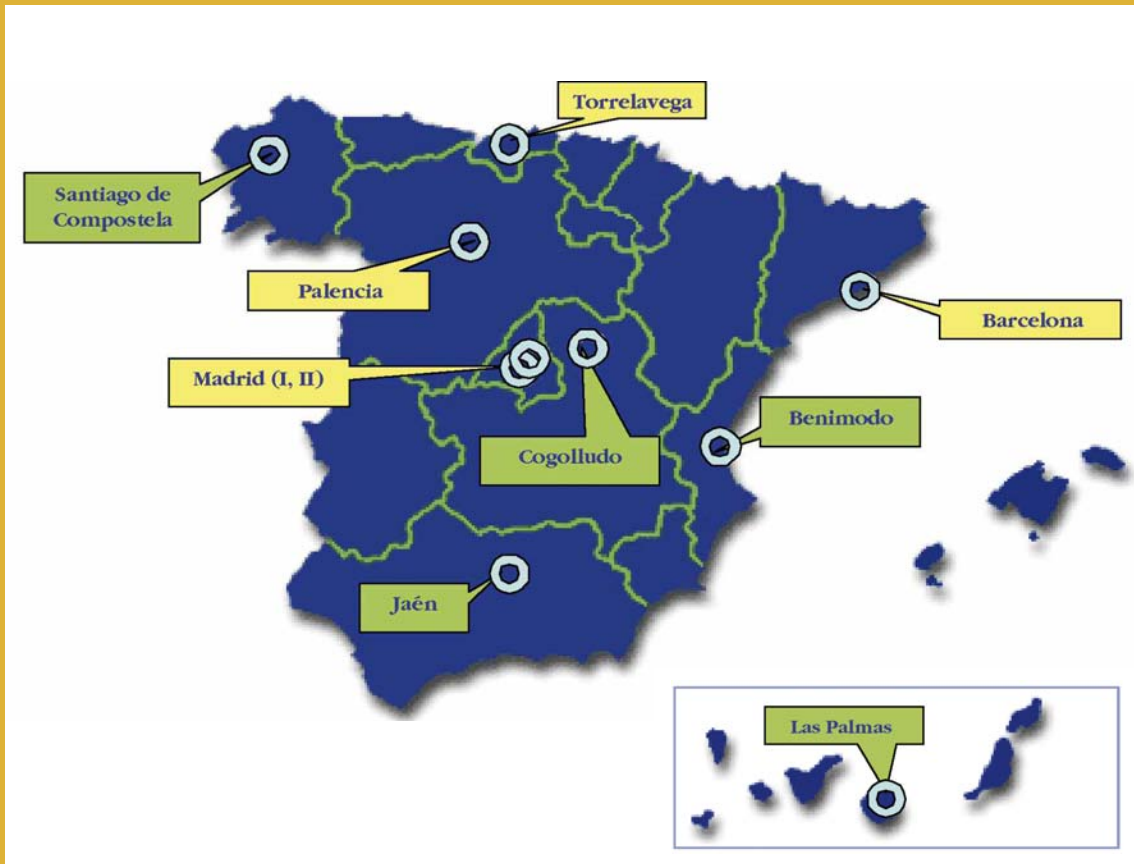 Torrelavega
Santiago de
Compostela
Palencia
Barcelona
Madrid (I, II)
Benimodo
Cogolludo
Jaén
Las Palmas